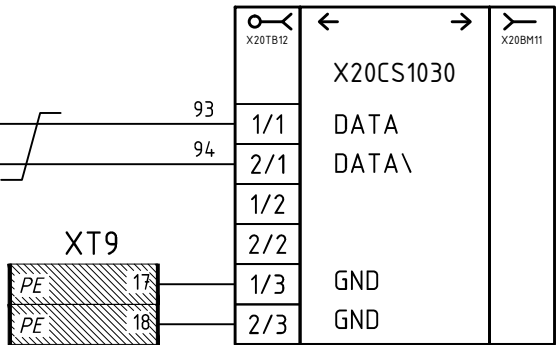 X20TB12 X20BM11
X20CS1030
93 1/1 DATA
94 2/1 DATA\
1/2
XT9 2/2
PE 17 1/3 GND
PE 18 2/3 GND